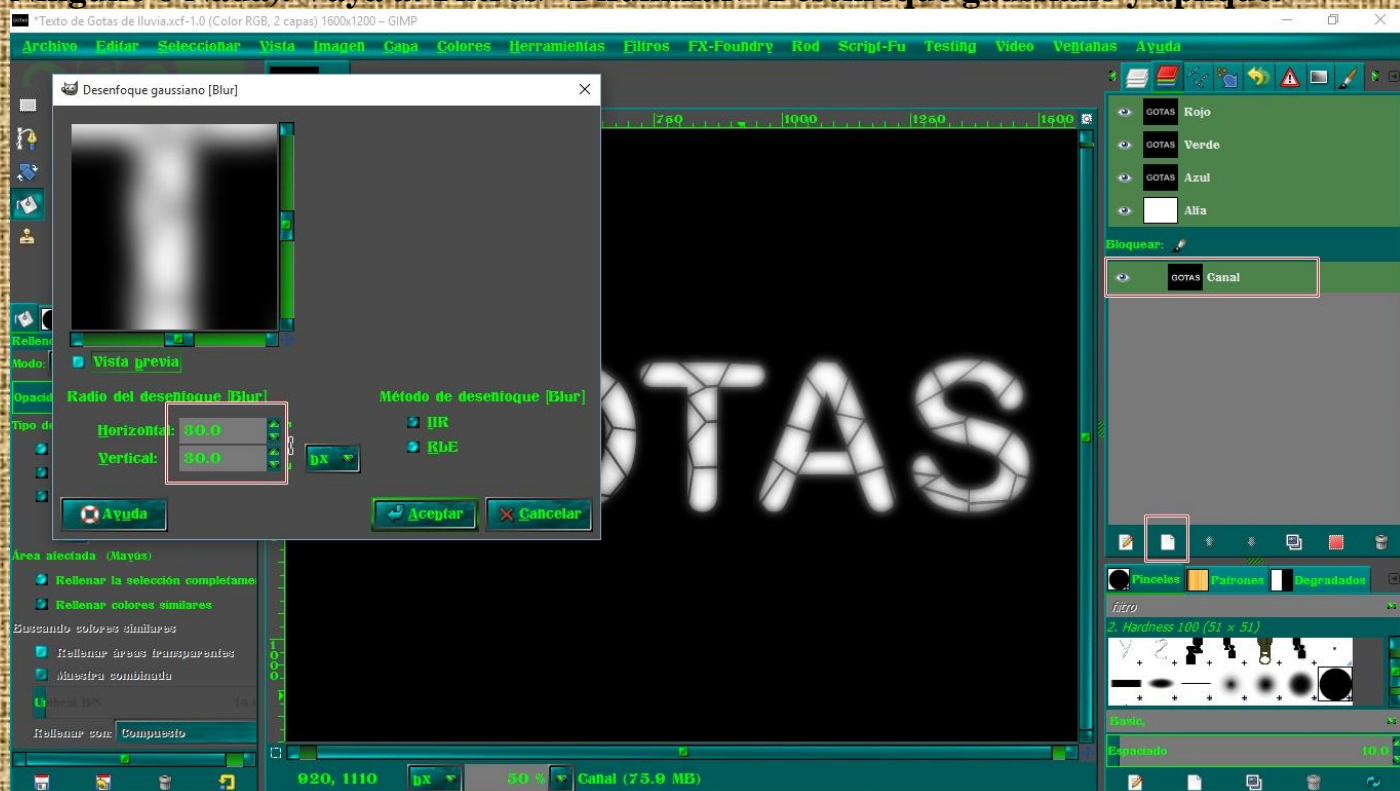 "Texto de Gotas de lluvia.xcf-1.0 (Color RGB, 2 capas) 1600x1200 – GIMP
Archivo Editar Seleccionar Vista Imagen Capa Colores Herramientas Filtros FX-Foundry Rod Script-Fu Testing Video Ventanas Ayuda
Desenfoque gaussiano [Blur]
Vista previa
Radio del desenfoque [Blur]
Horizontal: 30.0
Vertical: 30.0
px
Método de desenfoque [Blur]
IIR
RLE
Ayuda
Aceptar
Cancelar
Modo:
Área afectada (Mayús)
Rellenar la selección completame
Rellenar colores similares
Buscando colores similares
Rellenar áreas transparentes
Muestra combinada
Rellenar con: Compuesto
750 1000 1250 1500
OTAS
920, 1110 px 50 % Canal (75.9 MB)
GOTAS Rojo
GOTAS Verde
GOTAS Azul
Alfa
Bloquear:
GOTAS Canal
Pinceles Patrones Degradados
filtro
2. Hardness 100 (51 × 51)
Basic,
Espaciado 10.0